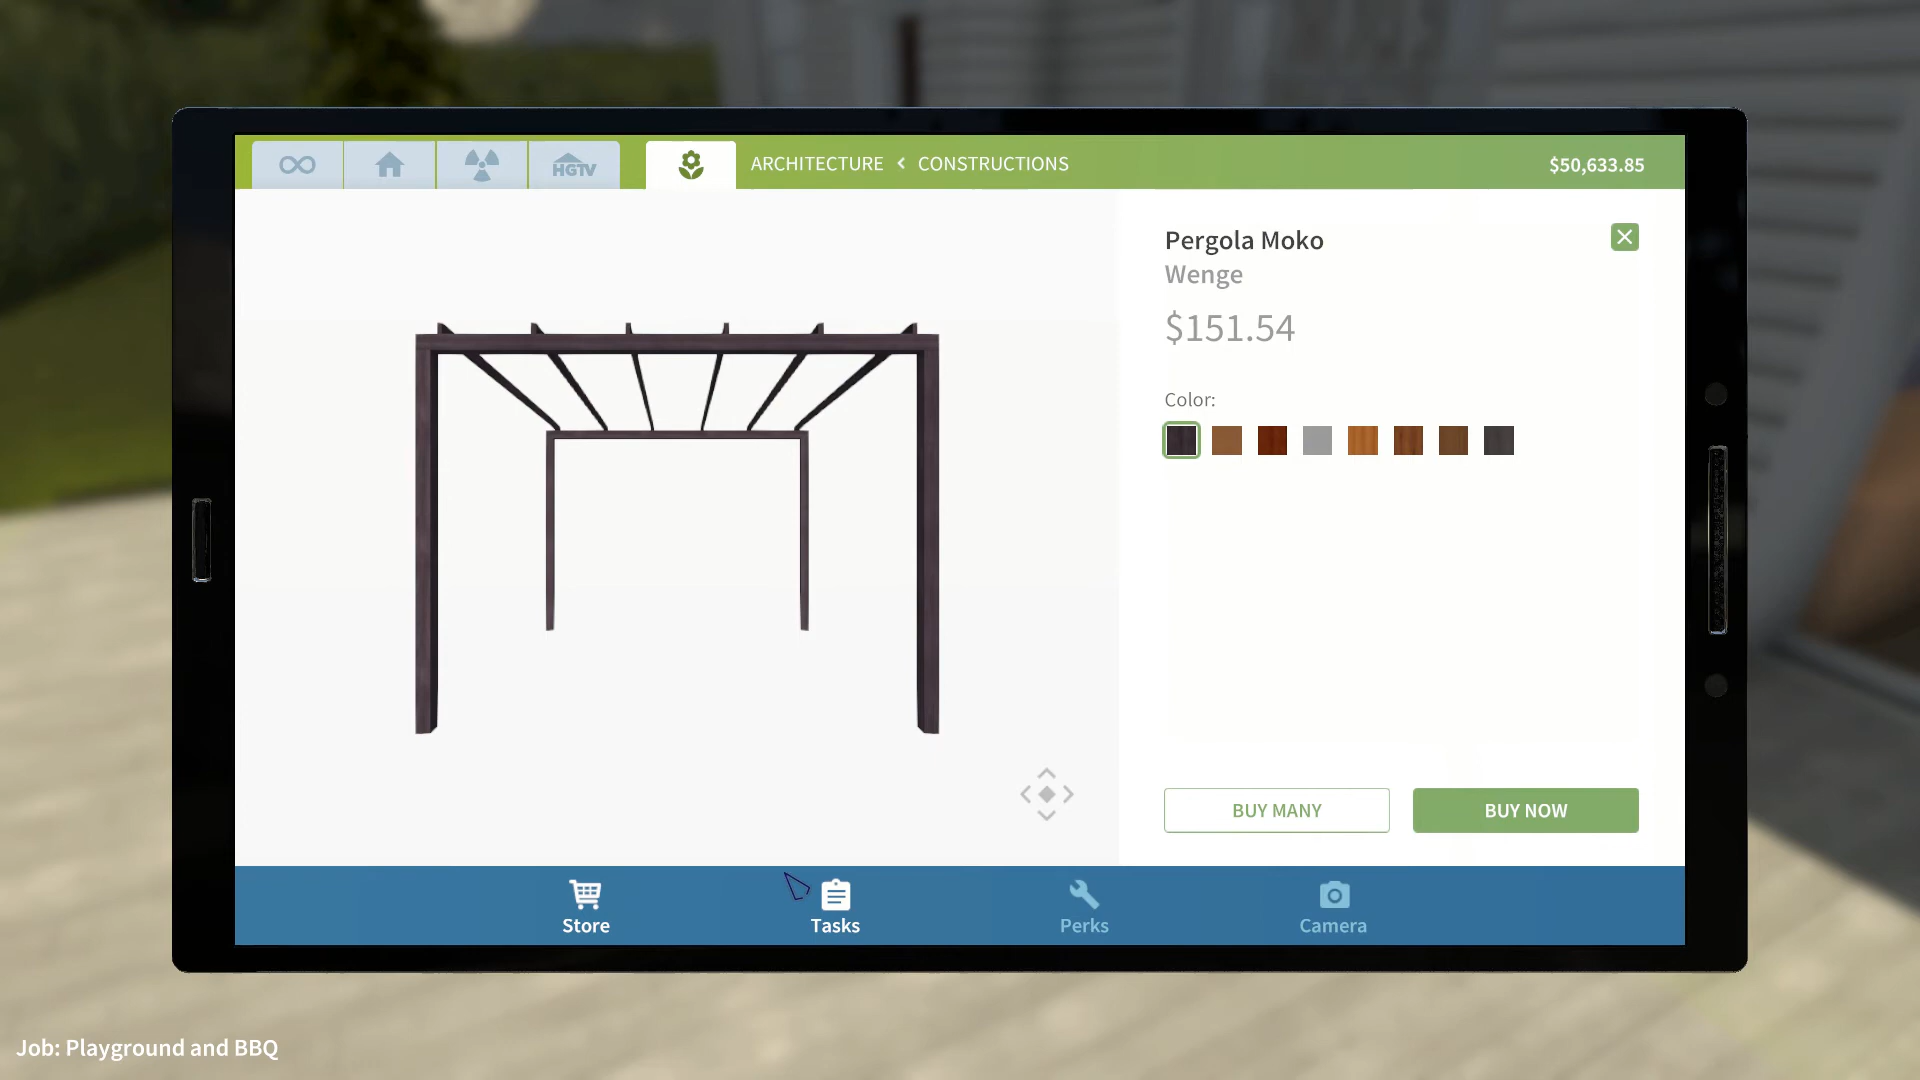 HGTV
ARCHITECTURE < CONSTRUCTIONS
$50,633.85
Pergola Moko
Wenge
$151.54
Color:
BUY MANY
BUY NOW
Store
Tasks
Perks
Camera
Job: Playground and BBQ